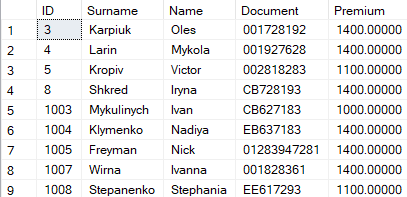 ID Surname Name Document Premium
1 3 Karpiuk Oles 001728192 1400.00000
2 4 Larin Mykola 001927628 1400.00000
3 5 Kropiv Victor 002818283 1100.00000
4 8 Shkred Iryna CB728193 1400.00000
5 1003 Mykulinych Ivan CB627183 1000.00000
6 1004 Klymenko Nadiya EB637183 1400.00000
7 1005 Freyman Nick 01283947281 1400.00000
8 1007 Wirna Ivanna 001828361 1400.00000
9 1008 Stepanenko Stephania EE617293 1100.00000